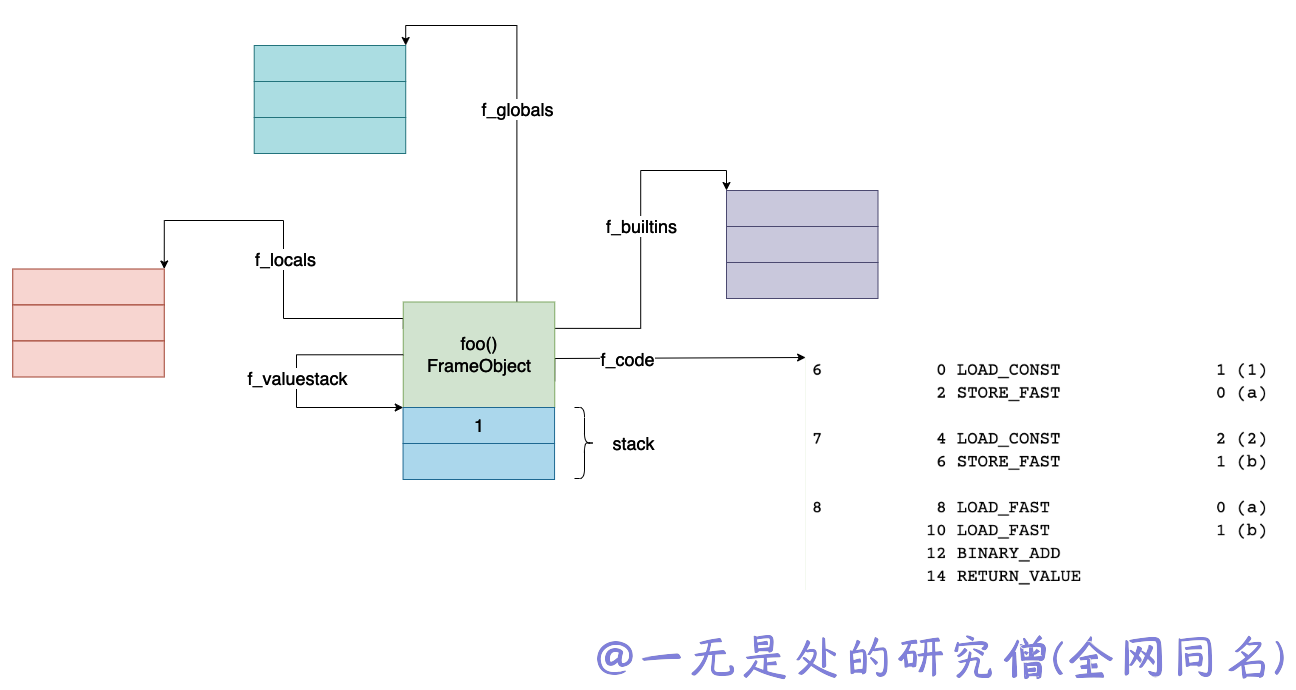 f_globals
f_builtins
f_locals
foo()
FrameObject
f_code
f_valuestack
1
stack
6 0 LOAD_CONST 1 (1)
2 STORE_FAST 0 (a)
7 4 LOAD_CONST 2 (2)
6 STORE_FAST 1 (b)
8 8 LOAD_FAST 0 (a)
10 LOAD_FAST 1 (b)
12 BINARY_ADD
14 RETURN_VALUE
@一无是处的研究僧(全网同名)